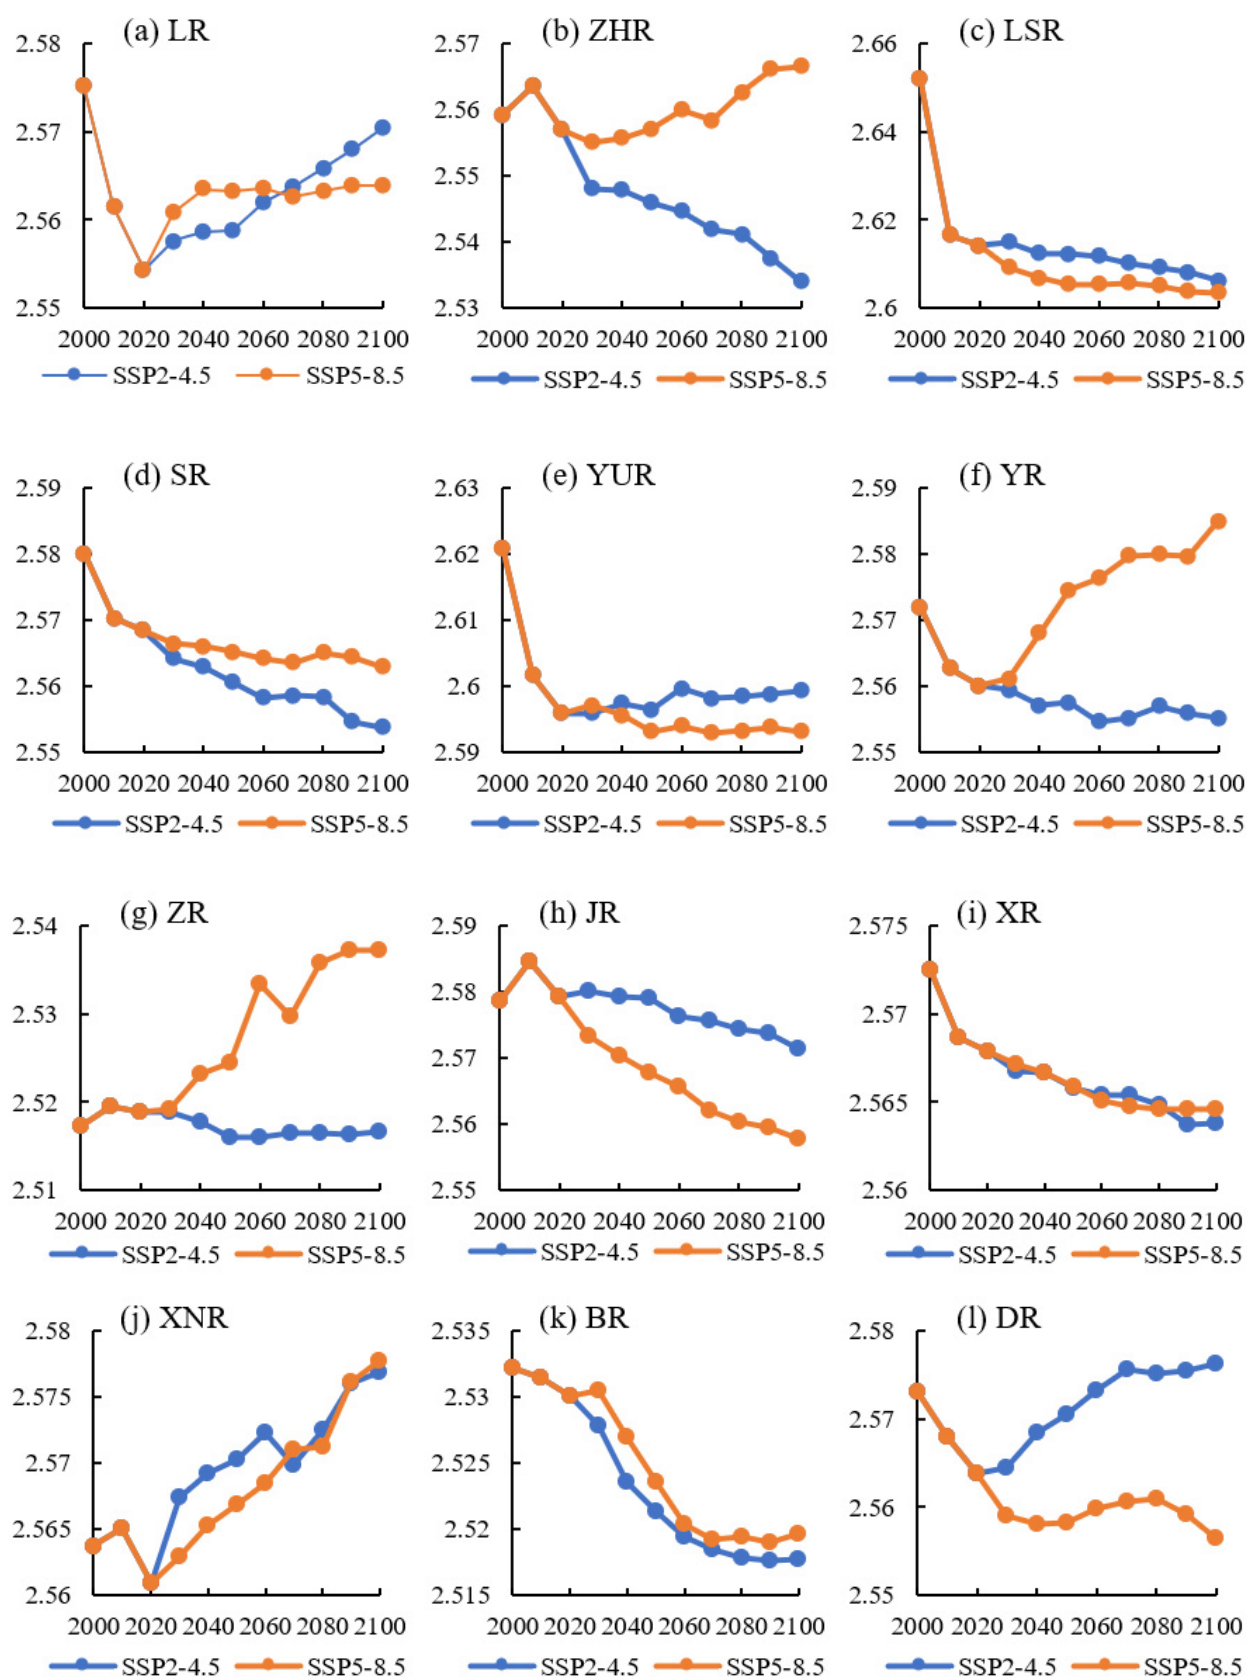 (a) LR
2.58
2.57
2.56
2.55
2000 2020 2040 2060 2080 2100
SSP2-4.5 SSP5-8.5
(b) ZHR
2.57
2.56
2.55
2.54
2.53
2000 2020 2040 2060 2080 2100
SSP2-4.5 SSP5-8.5
(c) LSR
2.66
2.64
2.62
2.6
2000 2020 2040 2060 2080 2100
SSP2-4.5 SSP5-8.5
(d) SR
2.59
2.58
2.57
2.56
2.55
2000 2020 2040 2060 2080 2100
SSP2-4.5 SSP5-8.5
(e) YUR
2.63
2.62
2.61
2.6
2.59
2000 2020 2040 2060 2080 2100
SSP2-4.5 SSP5-8.5
(f) YR
2.59
2.58
2.57
2.56
2.55
2000 2020 2040 2060 2080 2100
SSP2-4.5 SSP5-8.5
(g) ZR
2.54
2.53
2.52
2.51
2000 2020 2040 2060 2080 2100
SSP2-4.5 SSP5-8.5
(h) JR
2.59
2.58
2.57
2.56
2.55
2000 2020 2040 2060 2080 2100
SSP2-4.5 SSP5-8.5
(i) XR
2.575
2.57
2.565
2.56
2000 2020 2040 2060 2080 2100
SSP2-4.5 SSP5-8.5
(j) XNR
2.58
2.575
2.57
2.565
2.56
2000 2020 2040 2060 2080 2100
SSP2-4.5 SSP5-8.5
(k) BR
2.535
2.53
2.525
2.52
2.515
2000 2020 2040 2060 2080 2100
SSP2-4.5 SSP5-8.5
(l) DR
2.58
2.57
2.56
2.55
2000 2020 2040 2060 2080 2100
SSP2-4.5 SSP5-8.5